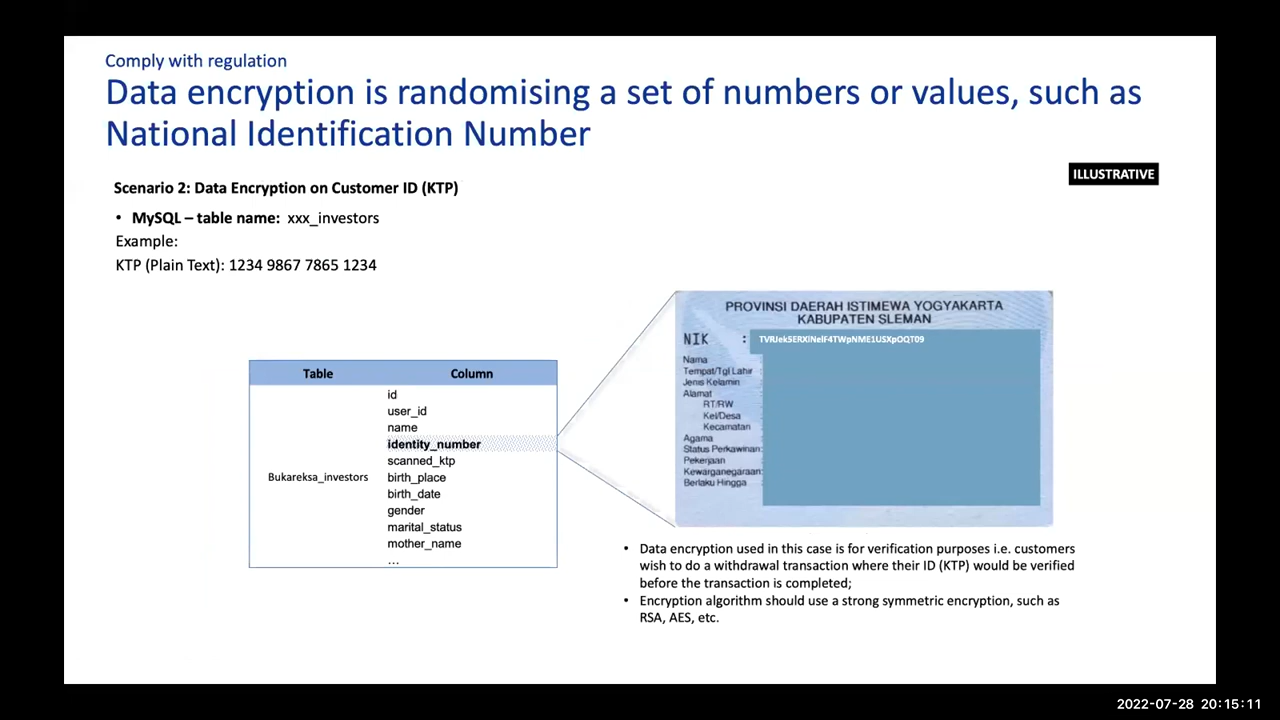 Comply with regulation
Data encryption is randomising a set of numbers or values, such as
National Identification Number
ILLUSTRATIVE
Scenario 2: Data Encryption on Customer ID (KTP)
• MySQL – table name: xxx_investors
Example:
KTP (Plain Text): 1234 9867 7865 1234
Table Column
id
user_id
name
identity_number
scanned_ktp
Bukareksa_investors
birth_place
birth_date
gender
marital_status
mother_name
...
PROVINSI DAERAH ISTIMEWA YOGYAKARTA
KABUPATEN SLEMAN
NIK :
Nama
Tempat/Tgl Lahir
Jenis Kelamin
Alamat
RT/RW
Kel/Desa
Kecamatan
Agama
Status Perkawinan:
Pekerjaan
Kewarganegaraan:
Berlaku Hingga
• Data encryption used in this case is for verification purposes i.e. customers
wish to do a withdrawal transaction where their ID (KTP) would be verified
before the transaction is completed;
• Encryption algorithm should use a strong symmetric encryption, such as
RSA, AES, etc.
2022-07-28 20:15:11